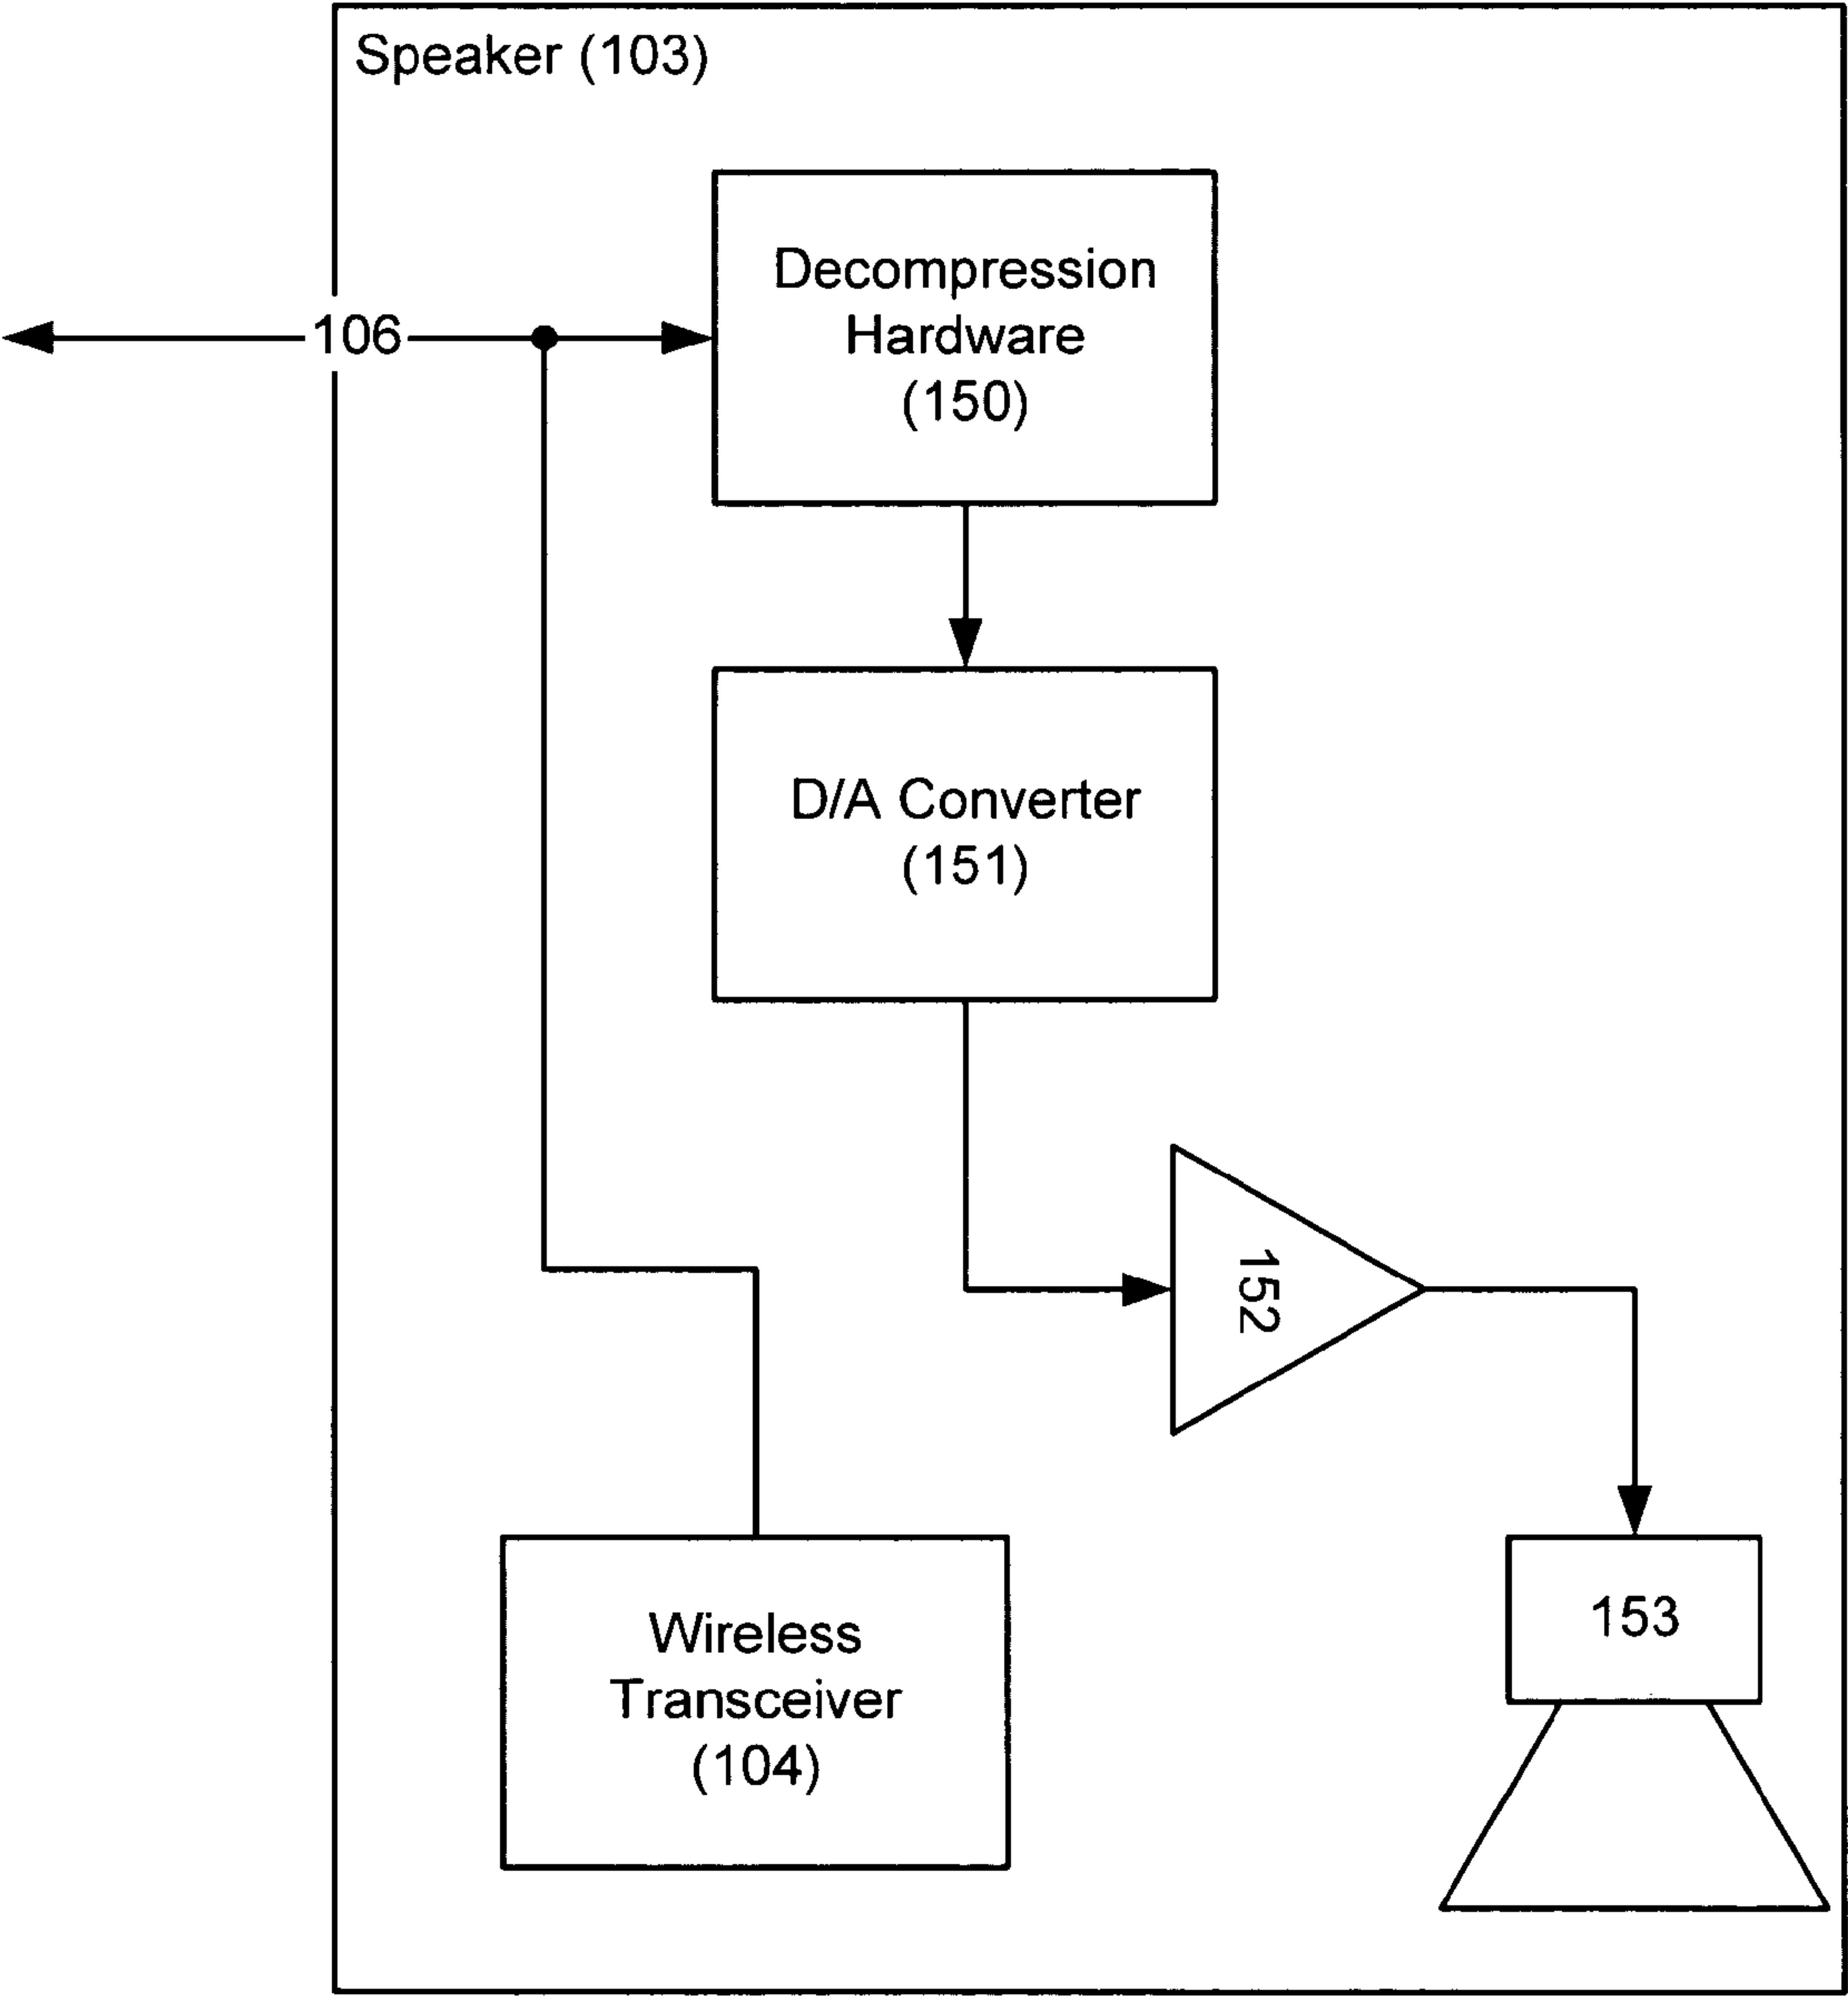 Speaker (103)
Decompression
Hardware
(150)
106
D/A Converter
(151)
152
Wireless
Transceiver
(104)
153